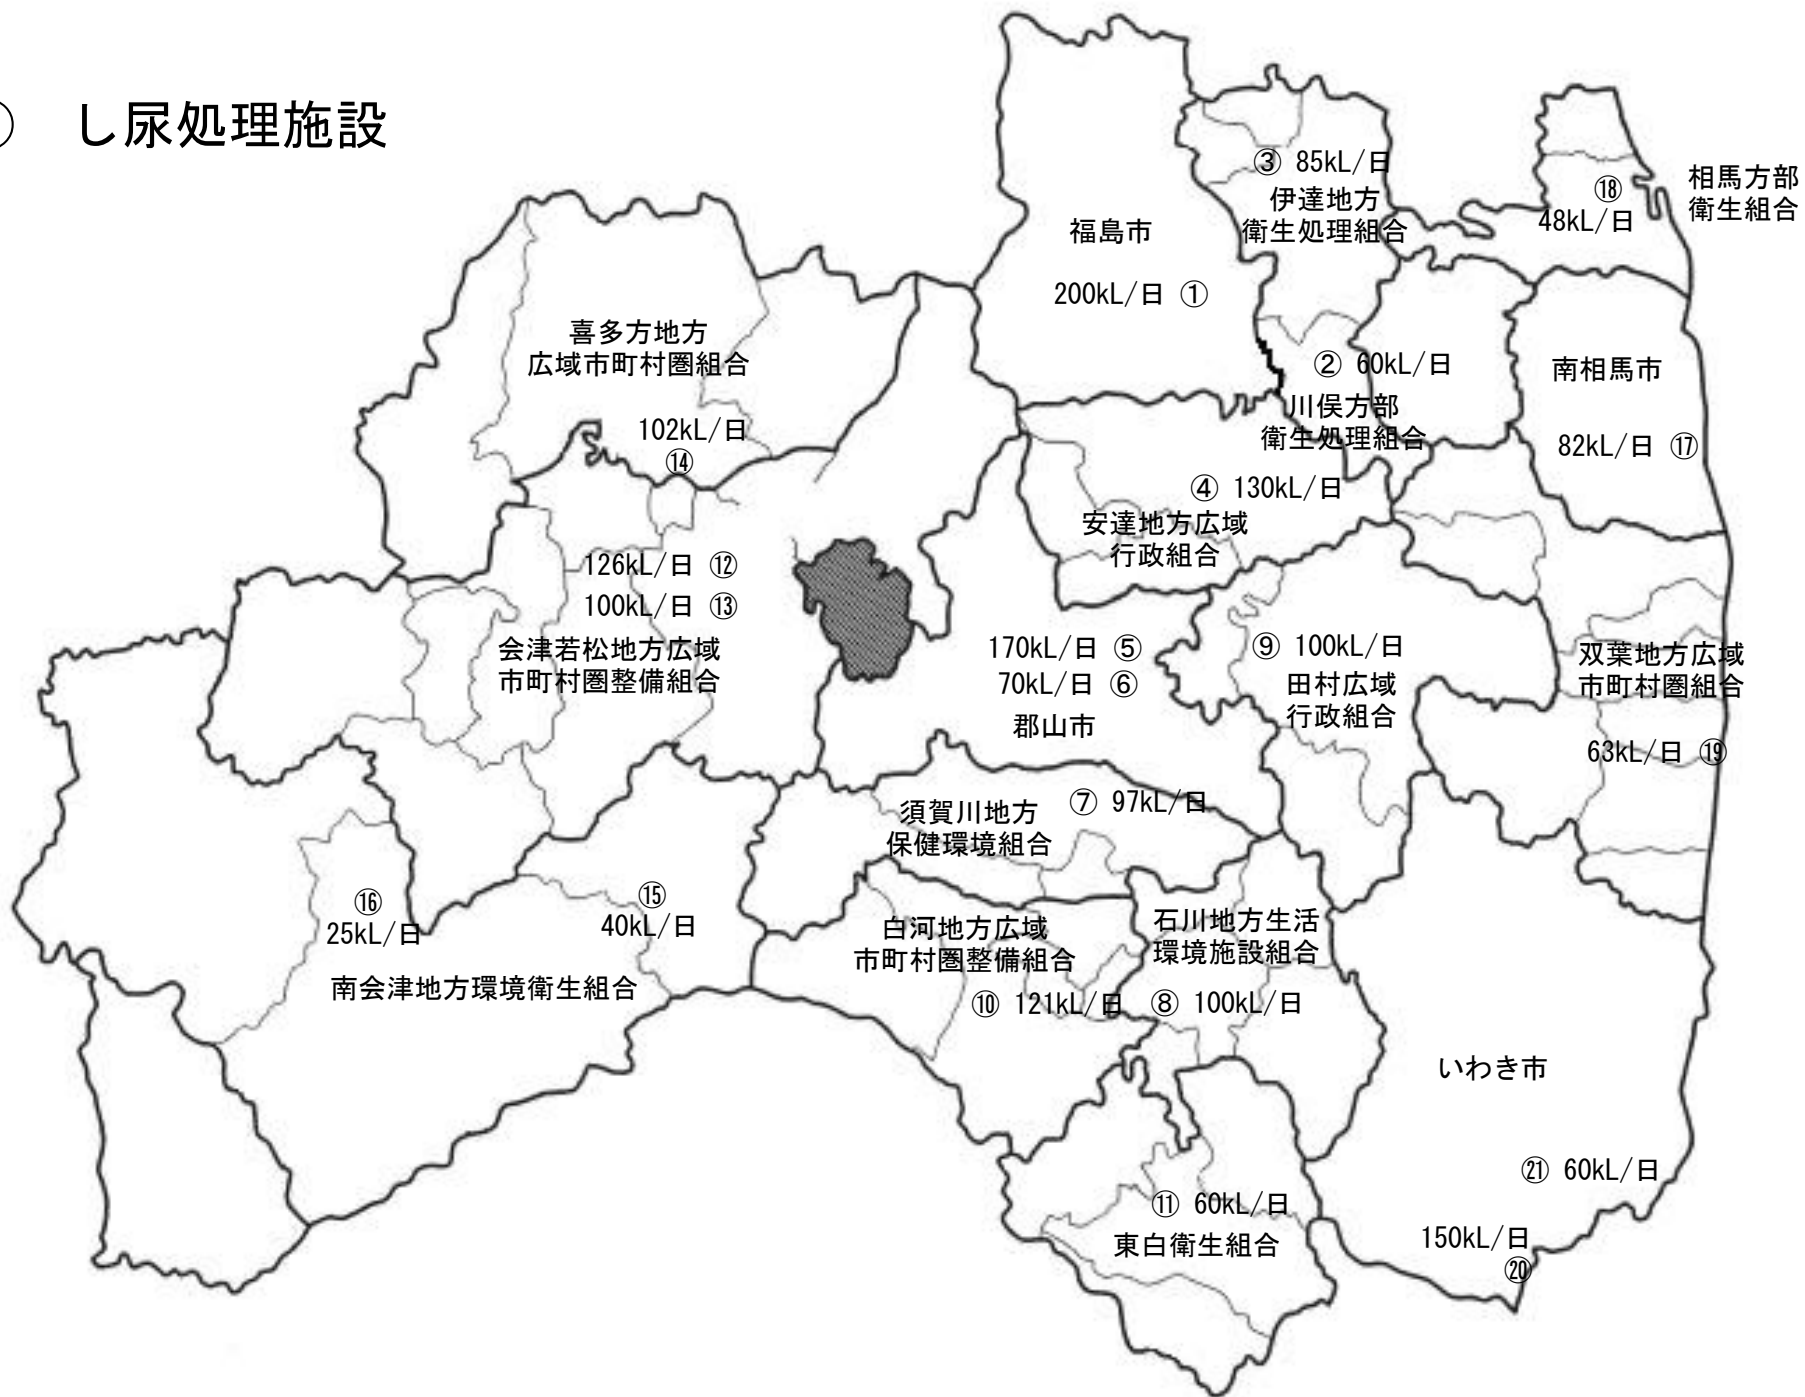 し尿処理施設
③ 85kL/日
伊達地方
衛生処理組合
⑱
48kL/日
相馬方部
衛生組合
福島市
200kL/日 ①
喜多方地方
広域市町村圏組合
102kL/日
⑭
② 60kL/日
川俣方部
衛生処理組合
南相馬市
82kL/日 ⑰
④ 130kL/日
安達地方広域
行政組合
126kL/日 ⑫
100kL/日 ⑬
会津若松地方広域
市町村圏整備組合
170kL/日 ⑤
70kL/日 ⑥
郡山市
⑨ 100kL/日
田村広域
行政組合
双葉地方広域
市町村圏組合
63kL/日 ⑲
⑦ 97kL/日
須賀川地方
保健環境組合
⑯
25kL/日
⑮
40kL/日
南会津地方環境衛生組合
白河地方広域
市町村圏整備組合
⑩ 121kL/日
石川地方生活
環境施設組合
⑧ 100kL/日
いわき市
㉑ 60kL/日
150kL/日
⑳
⑪ 60kL/日
東白衛生組合